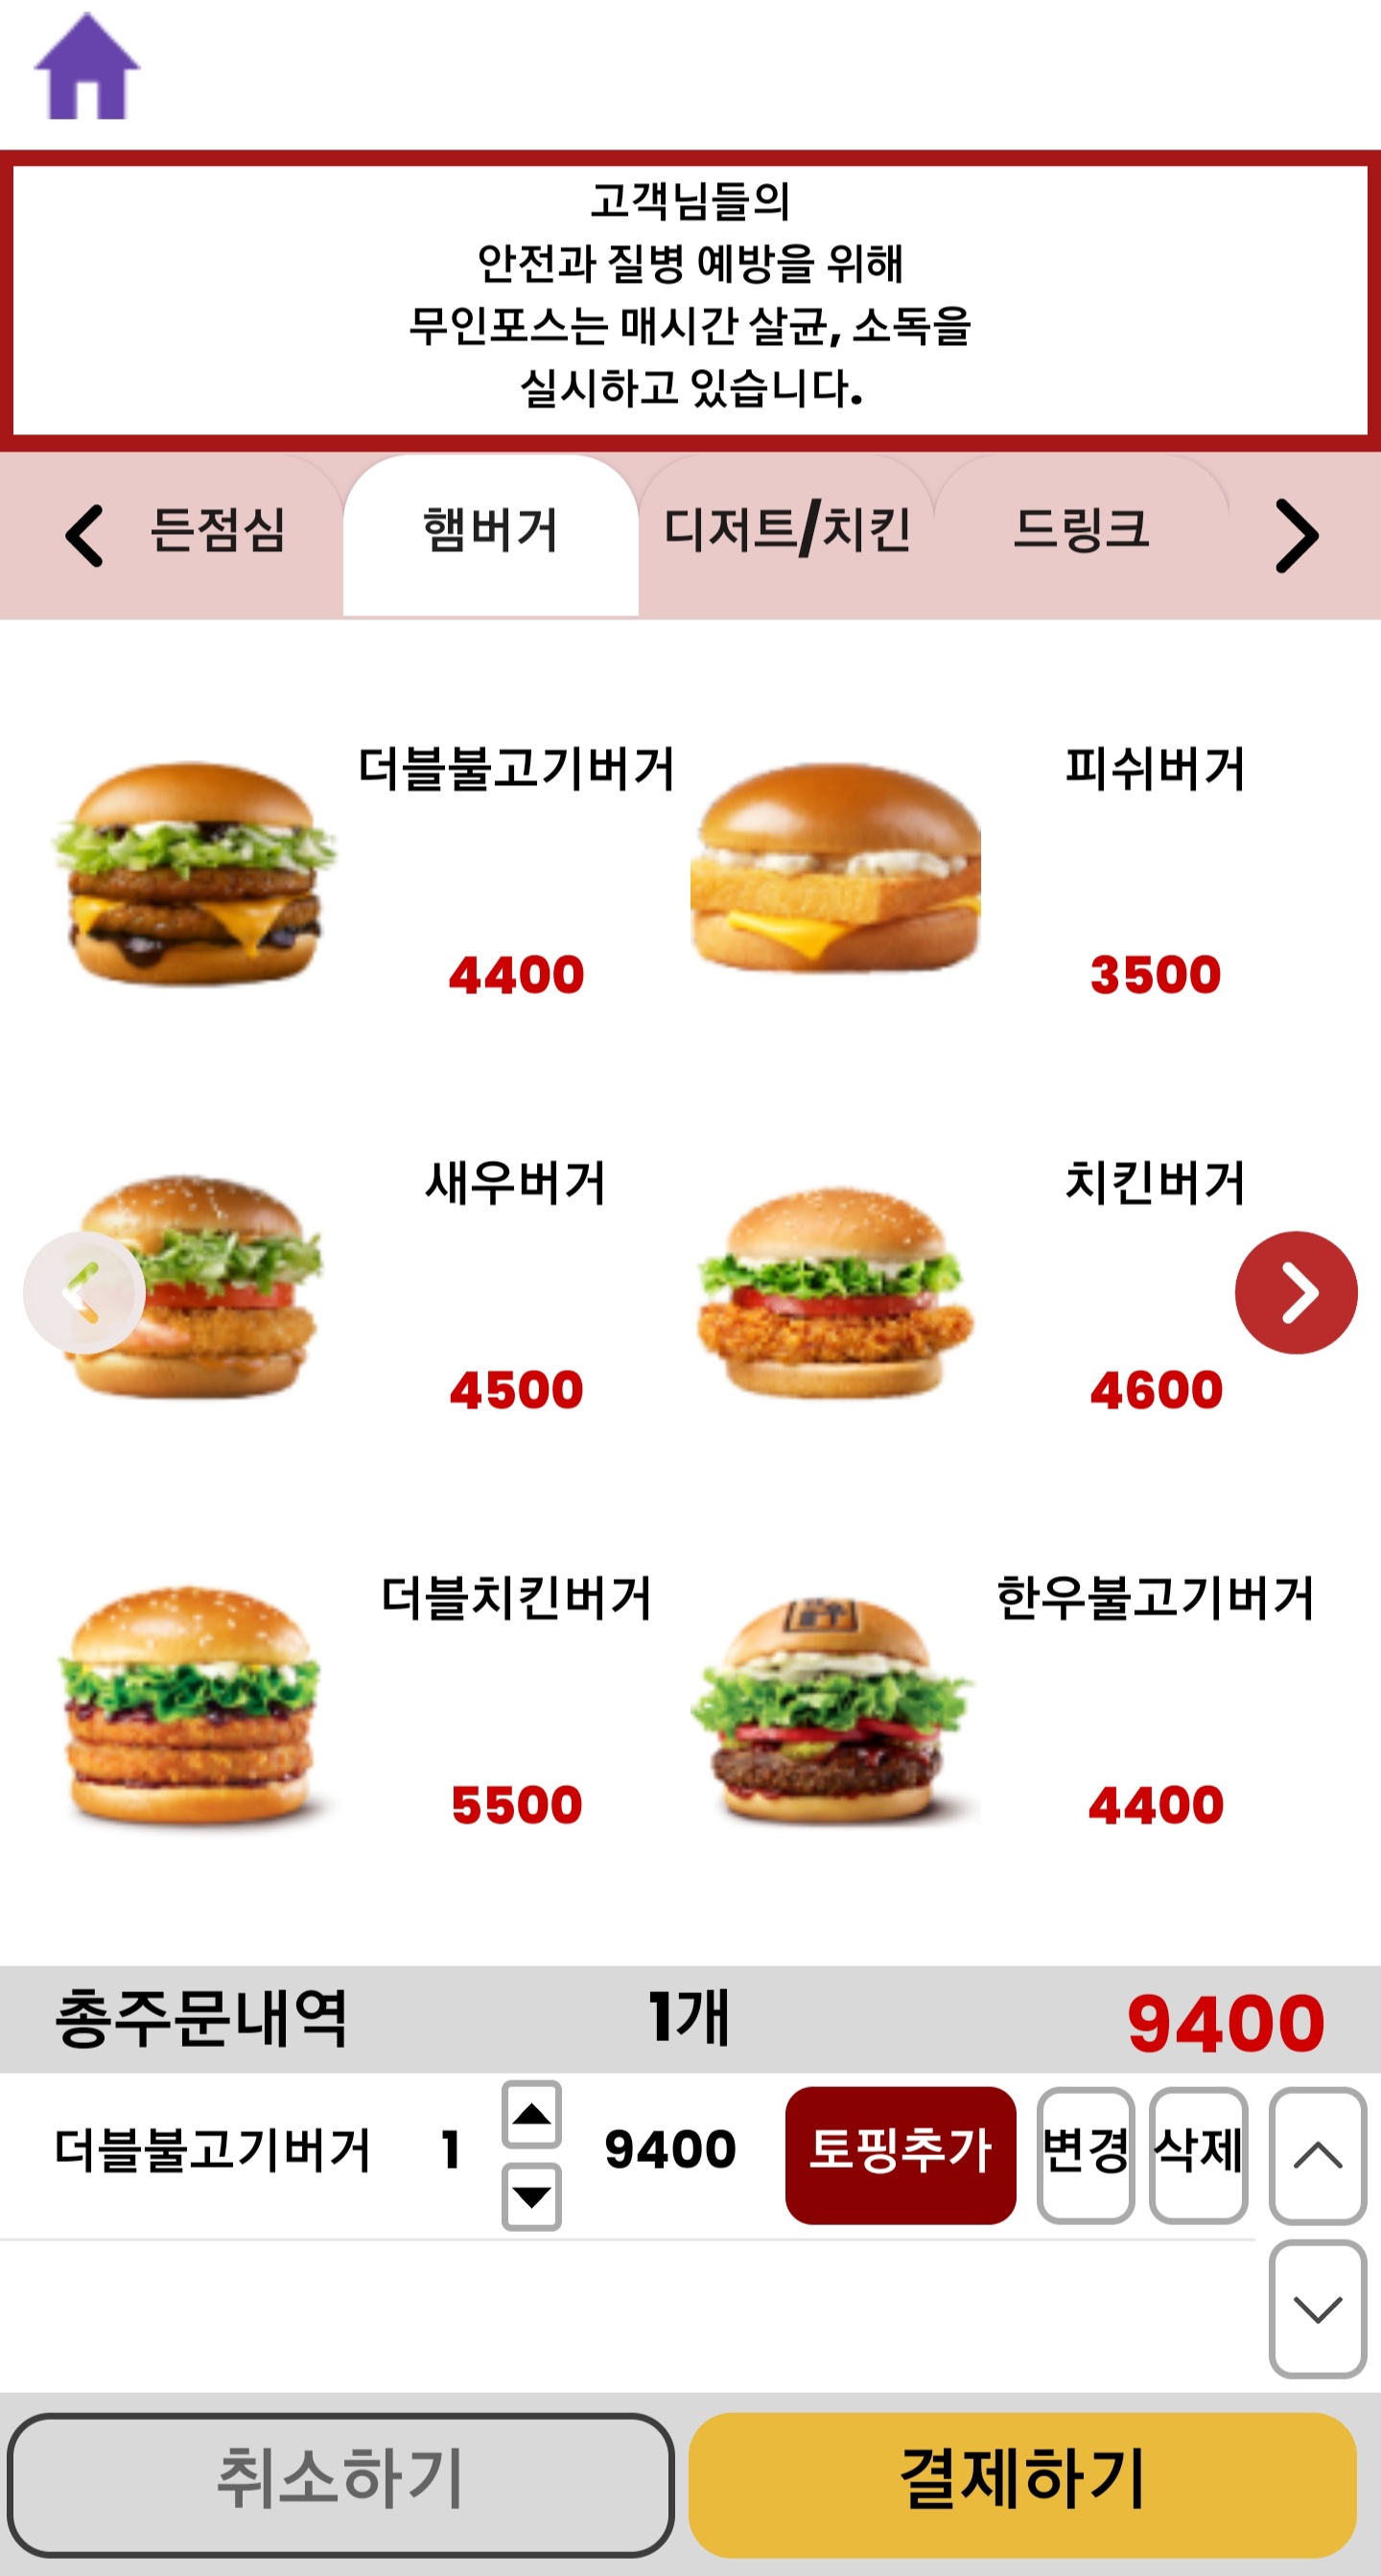 고객님들의
안전과 질병 예방을 위해
무인포스는 매시간 살균, 소독을
실시하고 있습니다.
든점심 햄버거 디저트/치킨 드링크
더블불고기버거 피쉬버거
4400 3500
새우버거 치킨버거
4500 4600
더블치킨버거 한우불고기버거
5500 4400
총주문내역 1개 9400
더블불고기버거 1 9400 토핑추가 변경 삭제
취소하기 결제하기